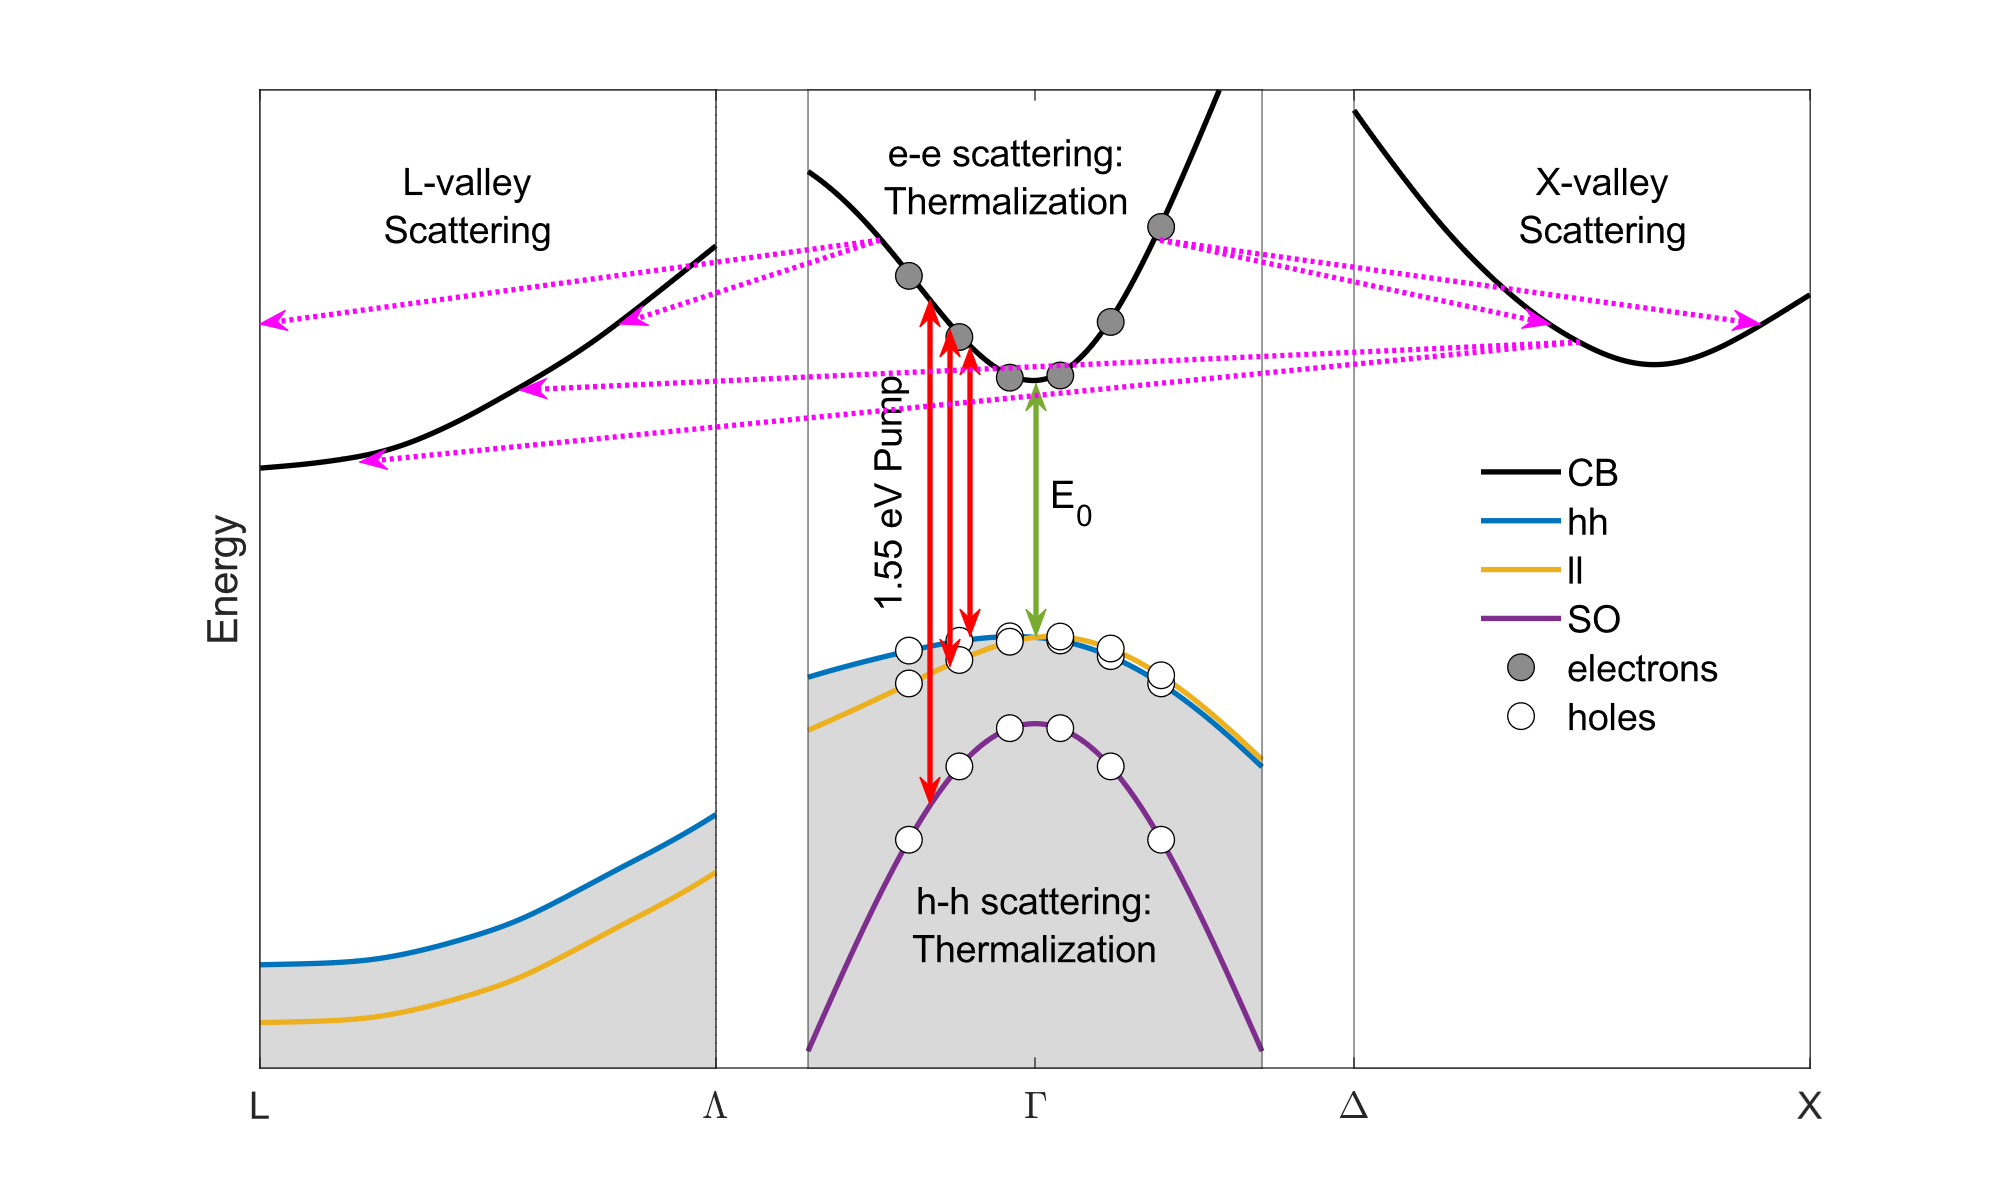 L-valley
Scattering
e-e scattering:
Thermalization
X-valley
Scattering
1.55 eV Pump
E0
Energy
CB
hh
ll
SO
electrons
holes
h-h scattering:
Thermalization
L Λ Γ Δ X